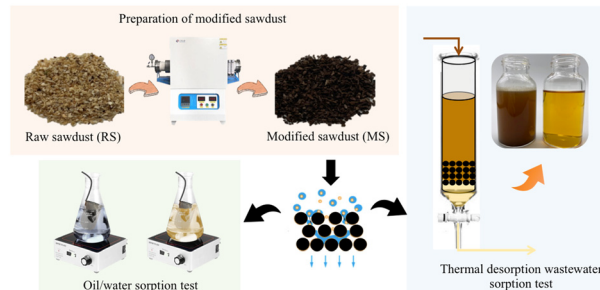 Preparation of modified sawdust
Raw sawdust (RS)
Modified sawdust (MS)
Oil/water sorption test
Thermal desorption wastewater
sorption test